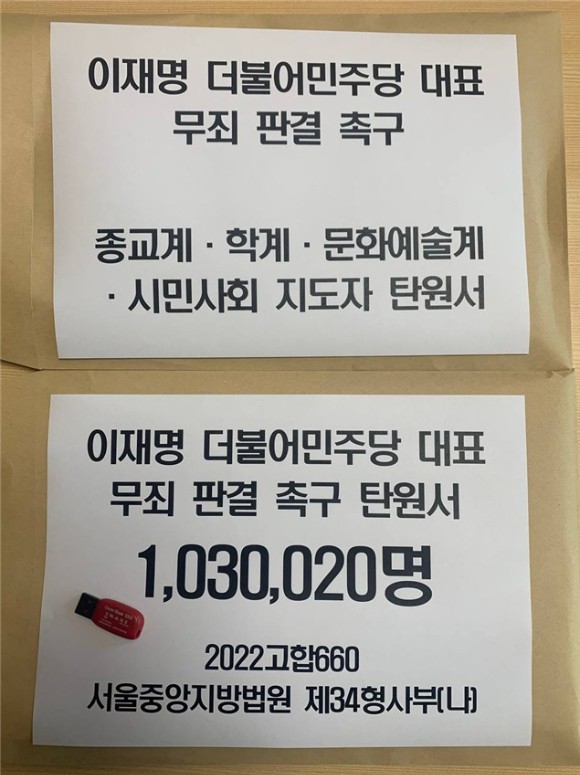 이재명 더불어민주당 대표
무죄 판결 촉구
종교계·학계·문화예술계
·시민사회 지도자 탄원서
이재명 더불어민주당 대표
무죄 판결 촉구 탄원서
1,030,020명
2022고합660
서울중앙지방법원 제34형사부(나)